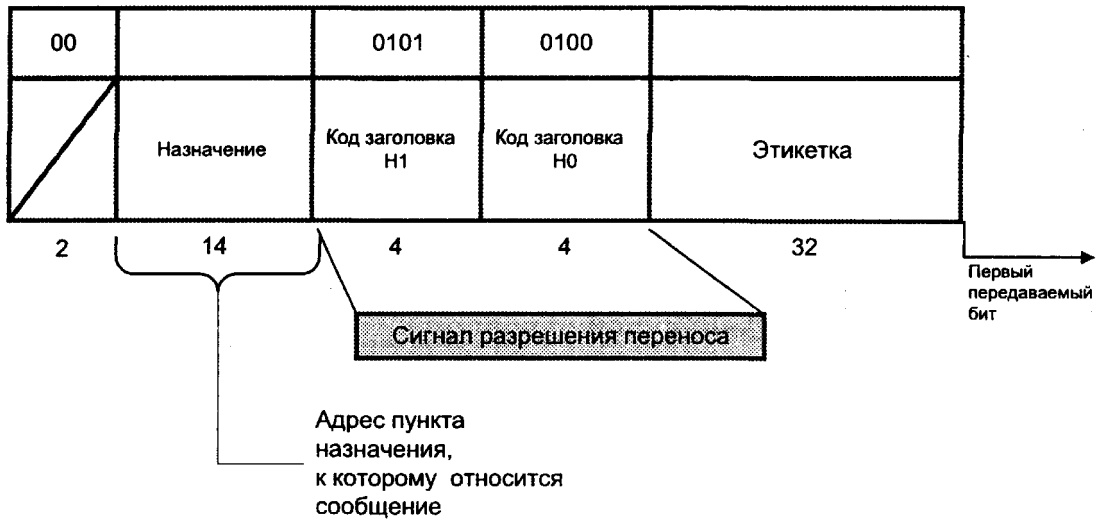 00
0101
0100
Назначение
Код заголовка
H1
Код заголовка
H0
Этикетка
2
14
4
4
32
Первый
передаваемый
бит
Сигнал разрешения переноса
Адрес пункта
назначения,
к которому относится
сообщение